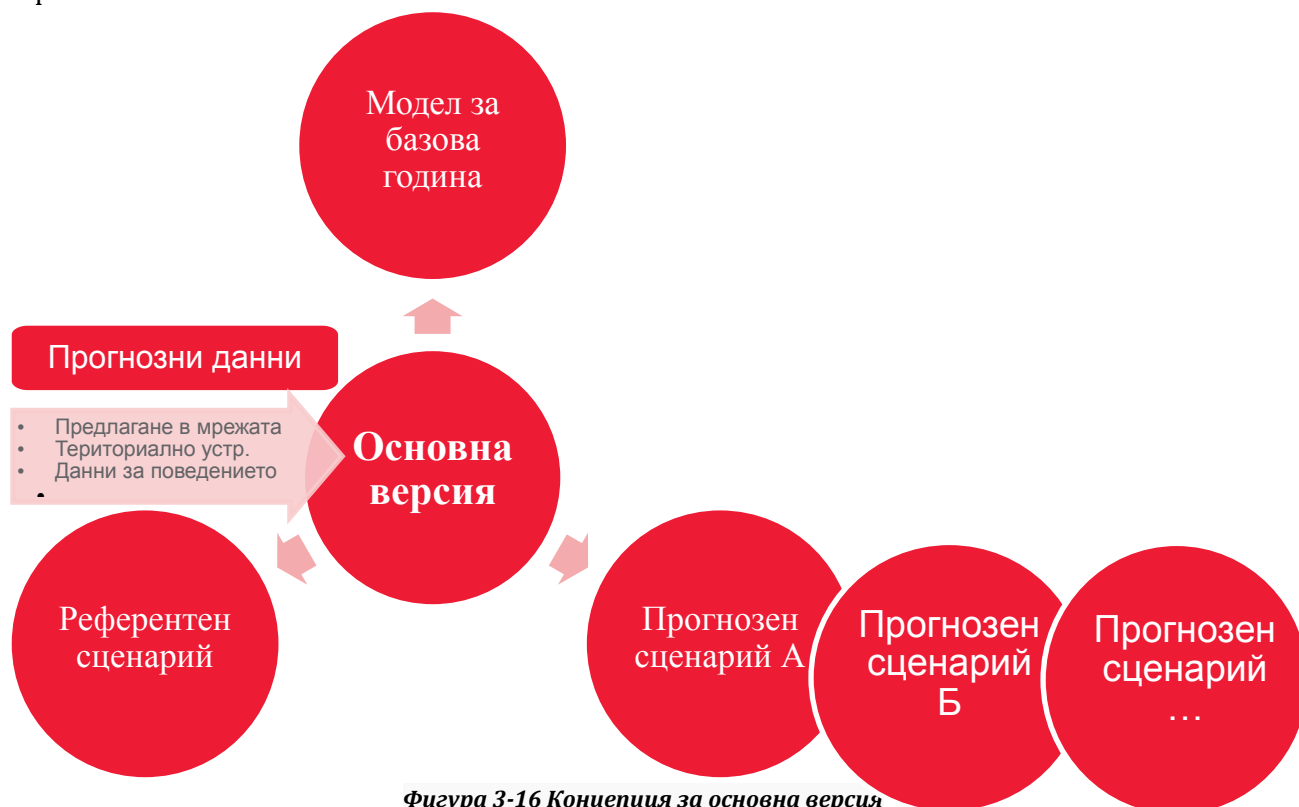 Модел за
базова
година
Прогнозни данни
• Предлагане в мрежата
• Териториално устр.
• Данни за поведението
•
Основна
версия
Референтен
сценарий
Прогнозен
сценарий А
Прогнозен
сценарий
Б
Прогнозен
сценарий
...
Фигура 3-16 Концепция за основна версия